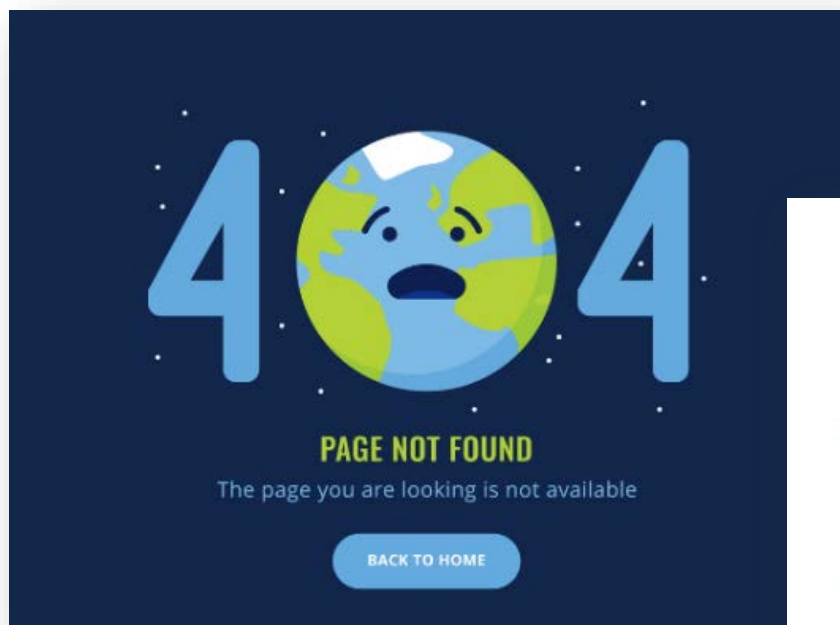 404
PAGE NOT FOUND
The page you are looking is not available
BACK TO HOME